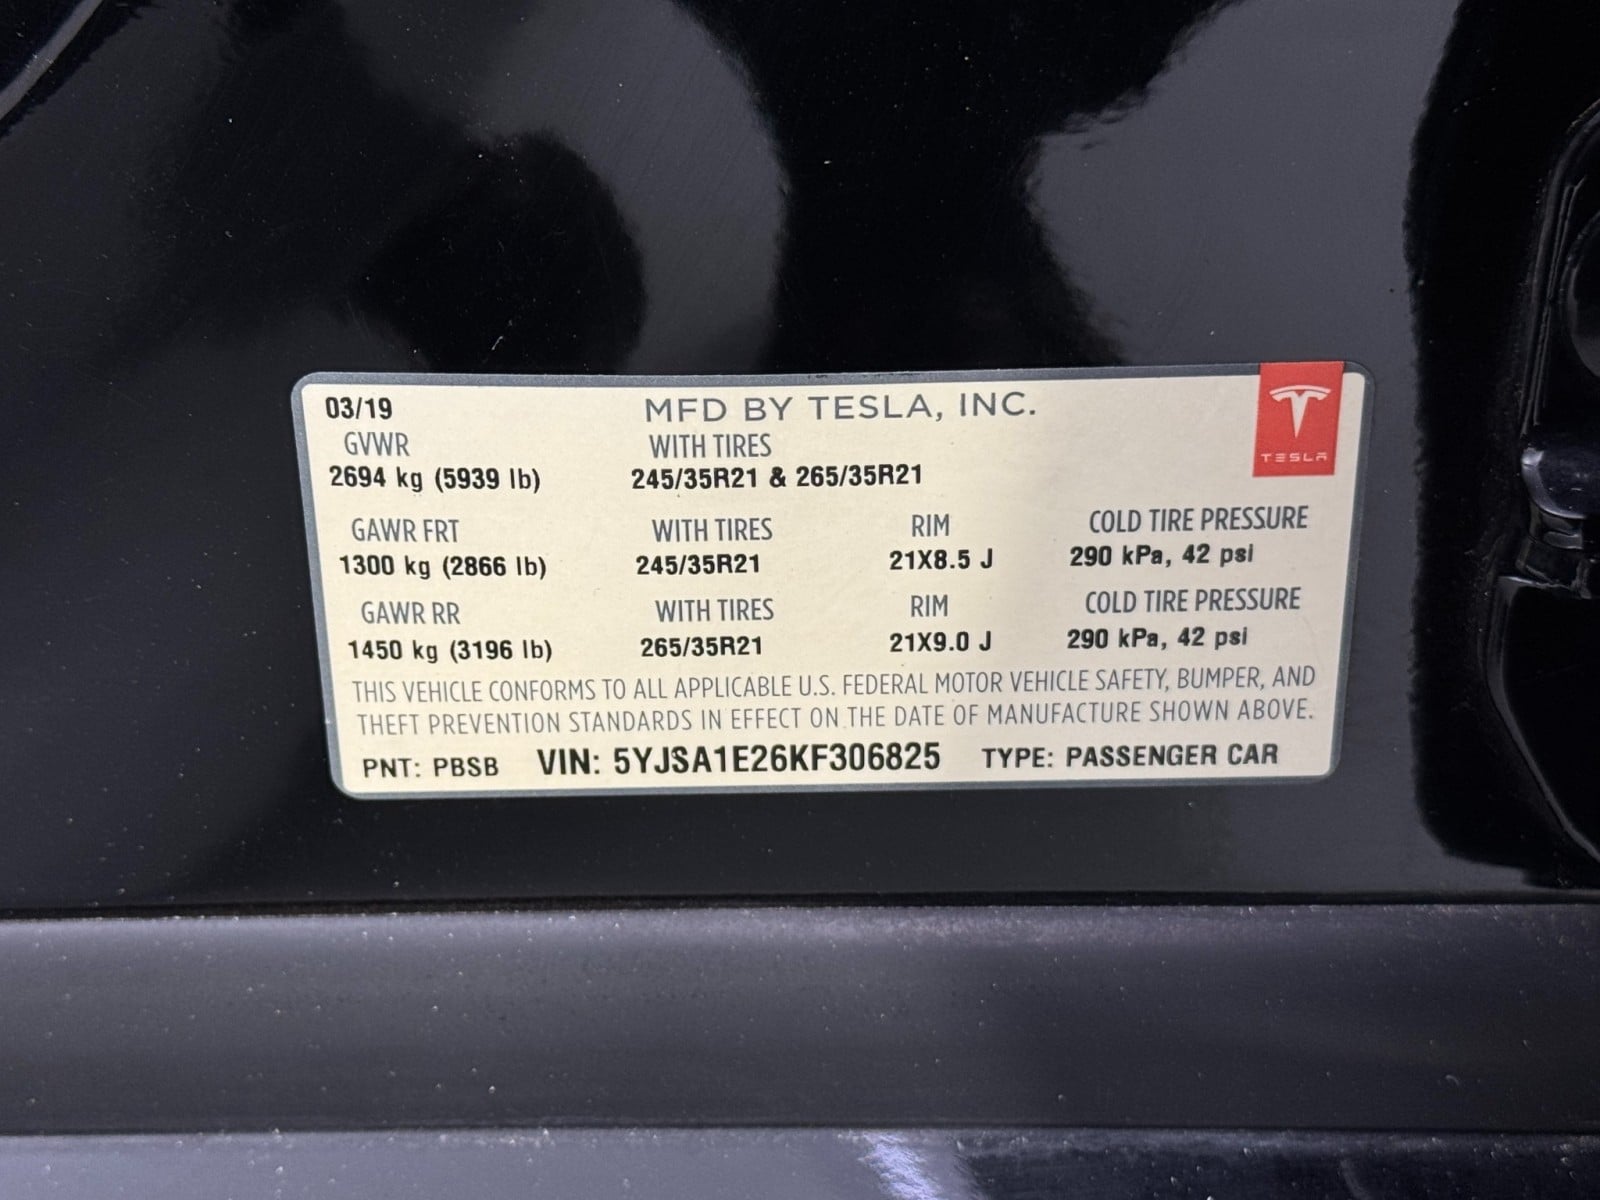 03/19 MFD BY TESLA, INC.
TESLA
GVWR WITH TIRES
2694 kg (5939 lb) 245/35R21 & 265/35R21
GAWR FRT WITH TIRES RIM COLD TIRE PRESSURE
1300 kg (2866 lb) 245/35R21 21X8.5 J 290 kPa, 42 psi
GAWR RR WITH TIRES RIM COLD TIRE PRESSURE
1450 kg (3196 lb) 265/35R21 21X9.0 J 290 kPa, 42 psi
THIS VEHICLE CONFORMS TO ALL APPLICABLE U.S. FEDERAL MOTOR VEHICLE SAFETY, BUMPER, AND
THEFT PREVENTION STANDARDS IN EFFECT ON THE DATE OF MANUFACTURE SHOWN ABOVE.
PNT: PBSB VIN: 5YJSA1E26KF306825 TYPE: PASSENGER CAR